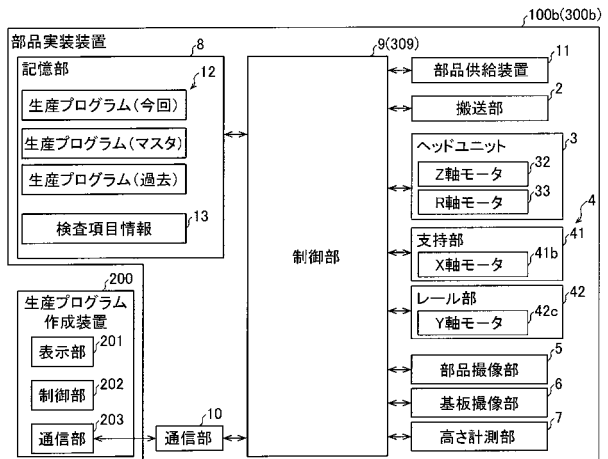 100b(300b)
部品実装装置
8
記憶部
12
生産プログラム(今回)
生産プログラム(マスタ)
生産プログラム(過去)
13
検査項目情報
200
生産プログラム
作成装置
201
表示部
202
制御部
203
通信部
10
通信部
9(309)
制御部
11
部品供給装置
2
搬送部
3
ヘッドユニット
32
Z軸モータ
33
R軸モータ
4
41
支持部
41b
X軸モータ
42
レール部
42c
Y軸モータ
5
部品撮像部
6
基板撮像部
7
高さ計測部